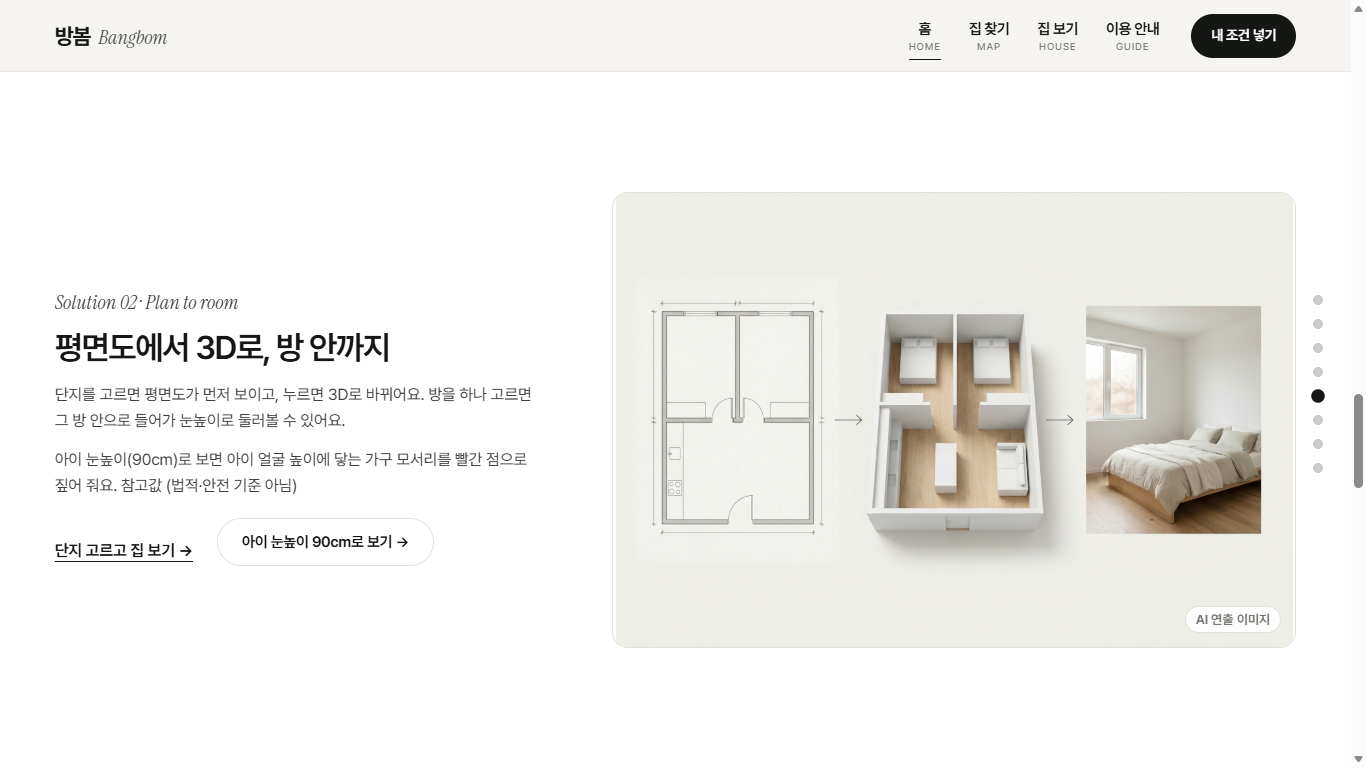 방봄 Bangbom
홈
HOME
집 찾기
MAP
집 보기
HOUSE
이용 안내
GUIDE
내 조건 넣기
Solution 02 · Plan to room
평면도에서 3D로, 방 안까지
단지를 고르면 평면도가 먼저 보이고, 누르면 3D로 바뀌어요. 방을 하나 고르면
그 방 안으로 들어가 눈높이로 둘러볼 수 있어요.
아이 눈높이(90cm)로 보면 아이 얼굴 높이에 닿는 가구 모서리를 빨간 점으로
짚어 줘요. 참고값 (법적·안전 기준 아님)
단지 고르고 집 보기 →
아이 눈높이 90cm로 보기 →
AI 연출 이미지